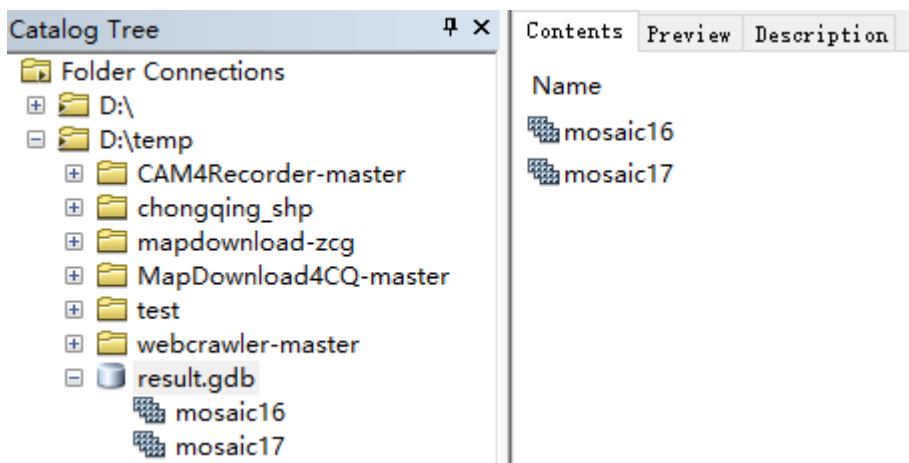 Catalog Tree
Folder Connections
D:\
D:\temp
CAM4Recorder-master
chongqing_shp
mapdownload-zcg
MapDownload4CQ-master
test
webcrawler-master
result.gdb
mosaic16
mosaic17
Contents Preview Description
Name
mosaic16
mosaic17